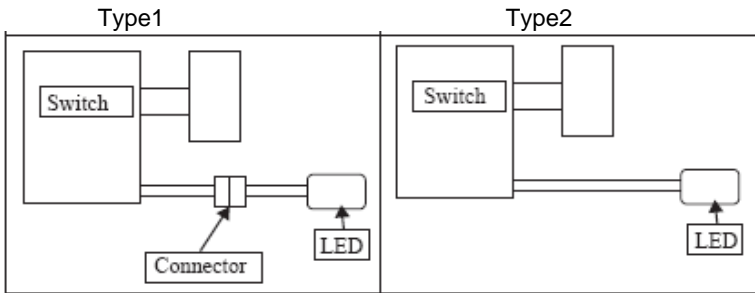 Type1
Type2
Switch
LED
Connector
Switch
LED